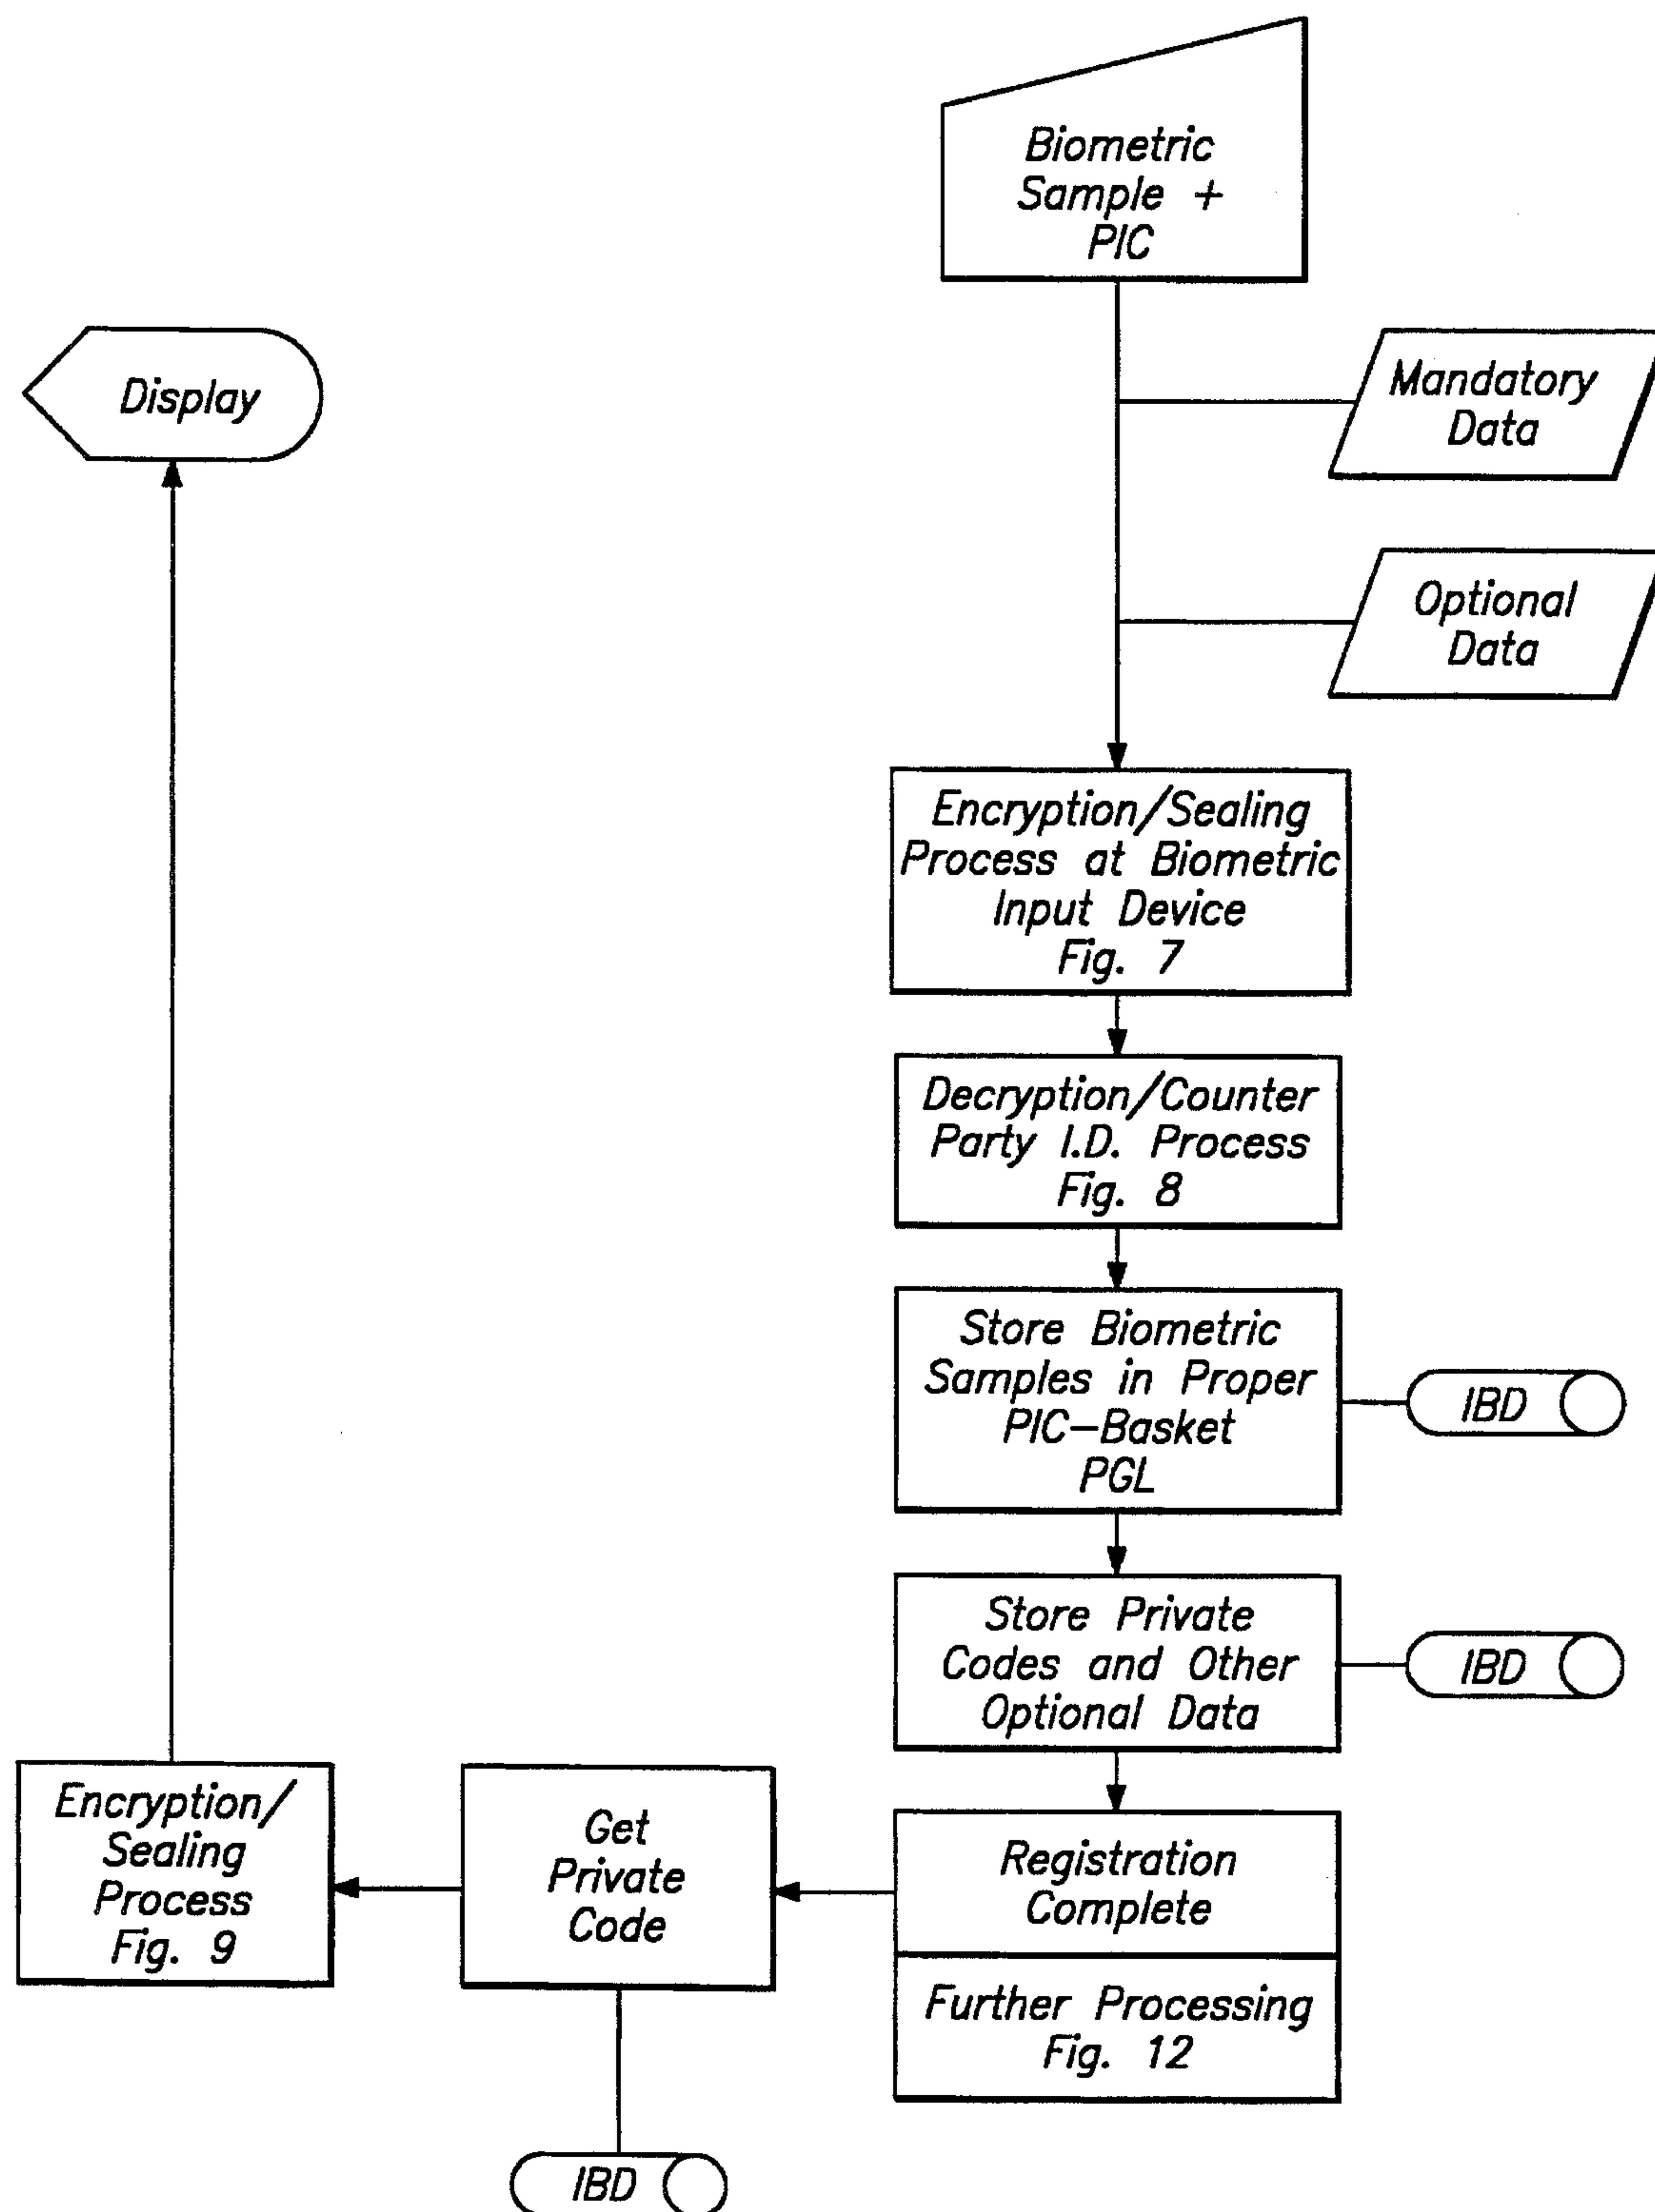 Biometric
Sample +
PIC
Display
Mandatory
Data
Optional
Data
Encryption/Sealing
Process at Biometric
Input Device
Fig. 7
Decryption/Counter
Party I.D. Process
Fig. 8
Store Biometric
Samples in Proper
PIC-Basket
PGL
IBD
Store Private
Codes and Other
Optional Data
IBD
Encryption/
Sealing
Process
Fig. 9
Get
Private
Code
Registration
Complete
Further Processing
Fig. 12
IBD